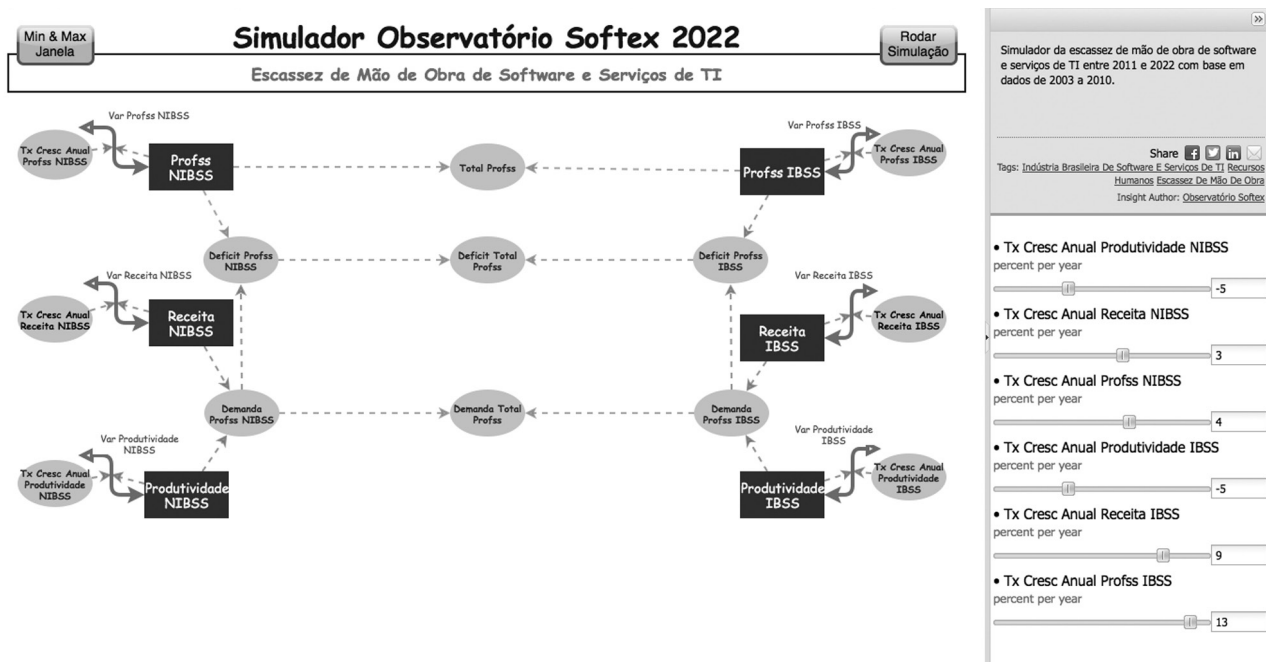 Min & Max
Janela
Simulador Observatório Softex 2022
Rodar
Simulação
Escassez de Mão de Obra de Software e Serviços de TI
Var Profss NIBSS
Tx Cresc Anual
Profss NIBSS
Profss
NIBSS
Total Profss
Var Profss IBSS
Profss IBSS
Tx Cresc Anual
Profss IBSS
Deficit Profss
NIBSS
Deficit Total
Profss
Deficit Profss
IBSS
Var Receita NIBSS
Tx Cresc Anual
Receita NIBSS
Receita
NIBSS
Var Receita IBSS
Receita
IBSS
Tx Cresc Anual
Receita IBSS
Demanda
Profss NIBSS
Demanda Total
Profss
Demanda
Profss IBSS
Var Produtividade
NIBSS
Tx Cresc Anual
Produtividade
NIBSS
Produtividade
NIBSS
Var Produtividade
IBSS
Produtividade
IBSS
Tx Cresc Anual
Produtividade
IBSS
Simulador da escassez de mão de obra de software
e serviços de TI entre 2011 e 2022 com base em
dados de 2003 a 2010.
Share
Tags: Indústria Brasileira De Software E Serviços De TI Recursos
Humanos Escassez De Mão De Obra
Insight Author: Observatório Softex
• Tx Cresc Anual Produtividade NIBSS
percent per year
-5
• Tx Cresc Anual Receita NIBSS
percent per year
3
• Tx Cresc Anual Profss NIBSS
percent per year
4
• Tx Cresc Anual Produtividade IBSS
percent per year
-5
• Tx Cresc Anual Receita IBSS
percent per year
9
• Tx Cresc Anual Profss IBSS
percent per year
13